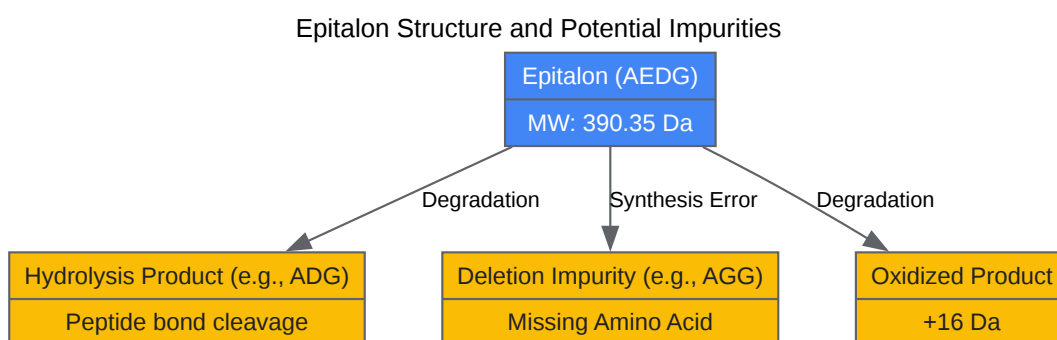 Epitalon Structure and Potential Impurities
Epitalon (AEDG)
MW: 390.35 Da
Degradation
Synthesis Error
Degradation
Hydrolysis Product (e.g., ADG)
Peptide bond cleavage
Deletion Impurity (e.g., AGG)
Missing Amino Acid
Oxidized Product
+16 Da